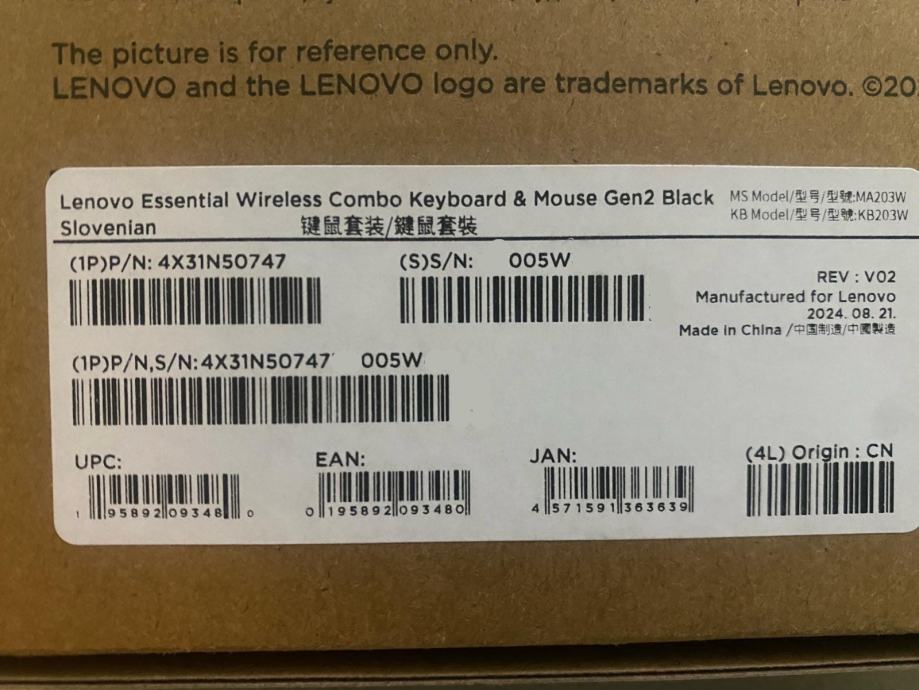 The picture is for reference only.
LENOVO and the LENOVO logo are trademarks of Lenovo. ©20
Lenovo Essential Wireless Combo Keyboard & Mouse Gen2 Black
Slovenian 键鼠套装/鍵鼠套裝
MS Model/型号/型號:MA203W
KB Model/型号/型號:KB203W
(1P)P/N: 4X31N50747
(S)S/N: 005W
REV : V02
Manufactured for Lenovo
2024. 08. 21.
Made in China /中国制造/中國製造
(1P)P/N,S/N:4X31N50747 005W
UPC:
1 95892 09348 0
EAN:
0 195892 093480
JAN:
4 571591 363639
(4L) Origin : CN